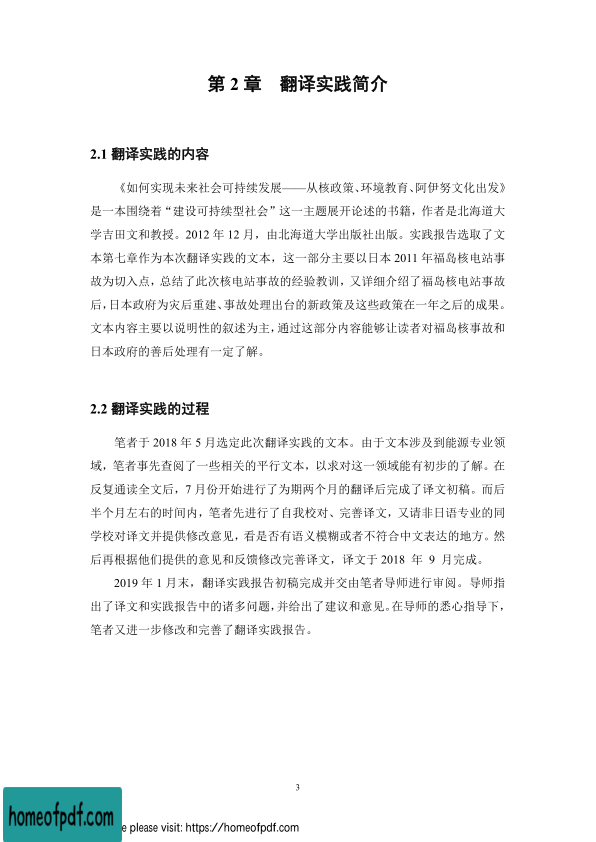 第 2 章　翻译实践简介
2.1 翻译实践的内容
《如何实现未来社会可持续发展——从核政策、环境教育、阿伊努文化出发》
是一本围绕着“建设可持续型社会”这一主题展开论述的书籍，作者是北海道大
学吉田文和教授。2012 年 12 月，由北海道大学出版社出版。实践报告选取了文
本第七章作为本次翻译实践的文本，这一部分主要以日本 2011 年福岛核电站事
故为切入点，总结了此次核电站事故的经验教训，又详细介绍了福岛核电站事故
后，日本政府为灾后重建、事故处理出台的新政策及这些政策在一年之后的成果。
文本内容主要以说明性的叙述为主，通过这部分内容能够让读者对福岛核事故和
日本政府的善后处理有一定了解。
2.2 翻译实践的过程
笔者于 2018 年 5 月选定此次翻译实践的文本。由于文本涉及到能源专业领
域，笔者事先查阅了一些相关的平行文本，以求对这一领域能有初步的了解。在
反复通读全文后，7 月份开始进行了为期两个月的翻译后完成了译文初稿。而后
半个月左右的时间内，笔者先进行了自我校对、完善译文，又请非日语专业的同
学校对译文并提供修改意见，看是否有语义模糊或者不符合中文表达的地方。然
后再根据他们提供的意见和反馈修改完善译文，译文于 2018 年 9 月完成。
2019 年 1 月末，翻译实践报告初稿完成并交由笔者导师进行审阅。导师指
出了译文和实践报告中的诸多问题，并给出了建议和意见。在导师的悉心指导下，
笔者又进一步修改和完善了翻译实践报告。
3
homeofpdf.com
please visit: https://homeofpdf.com